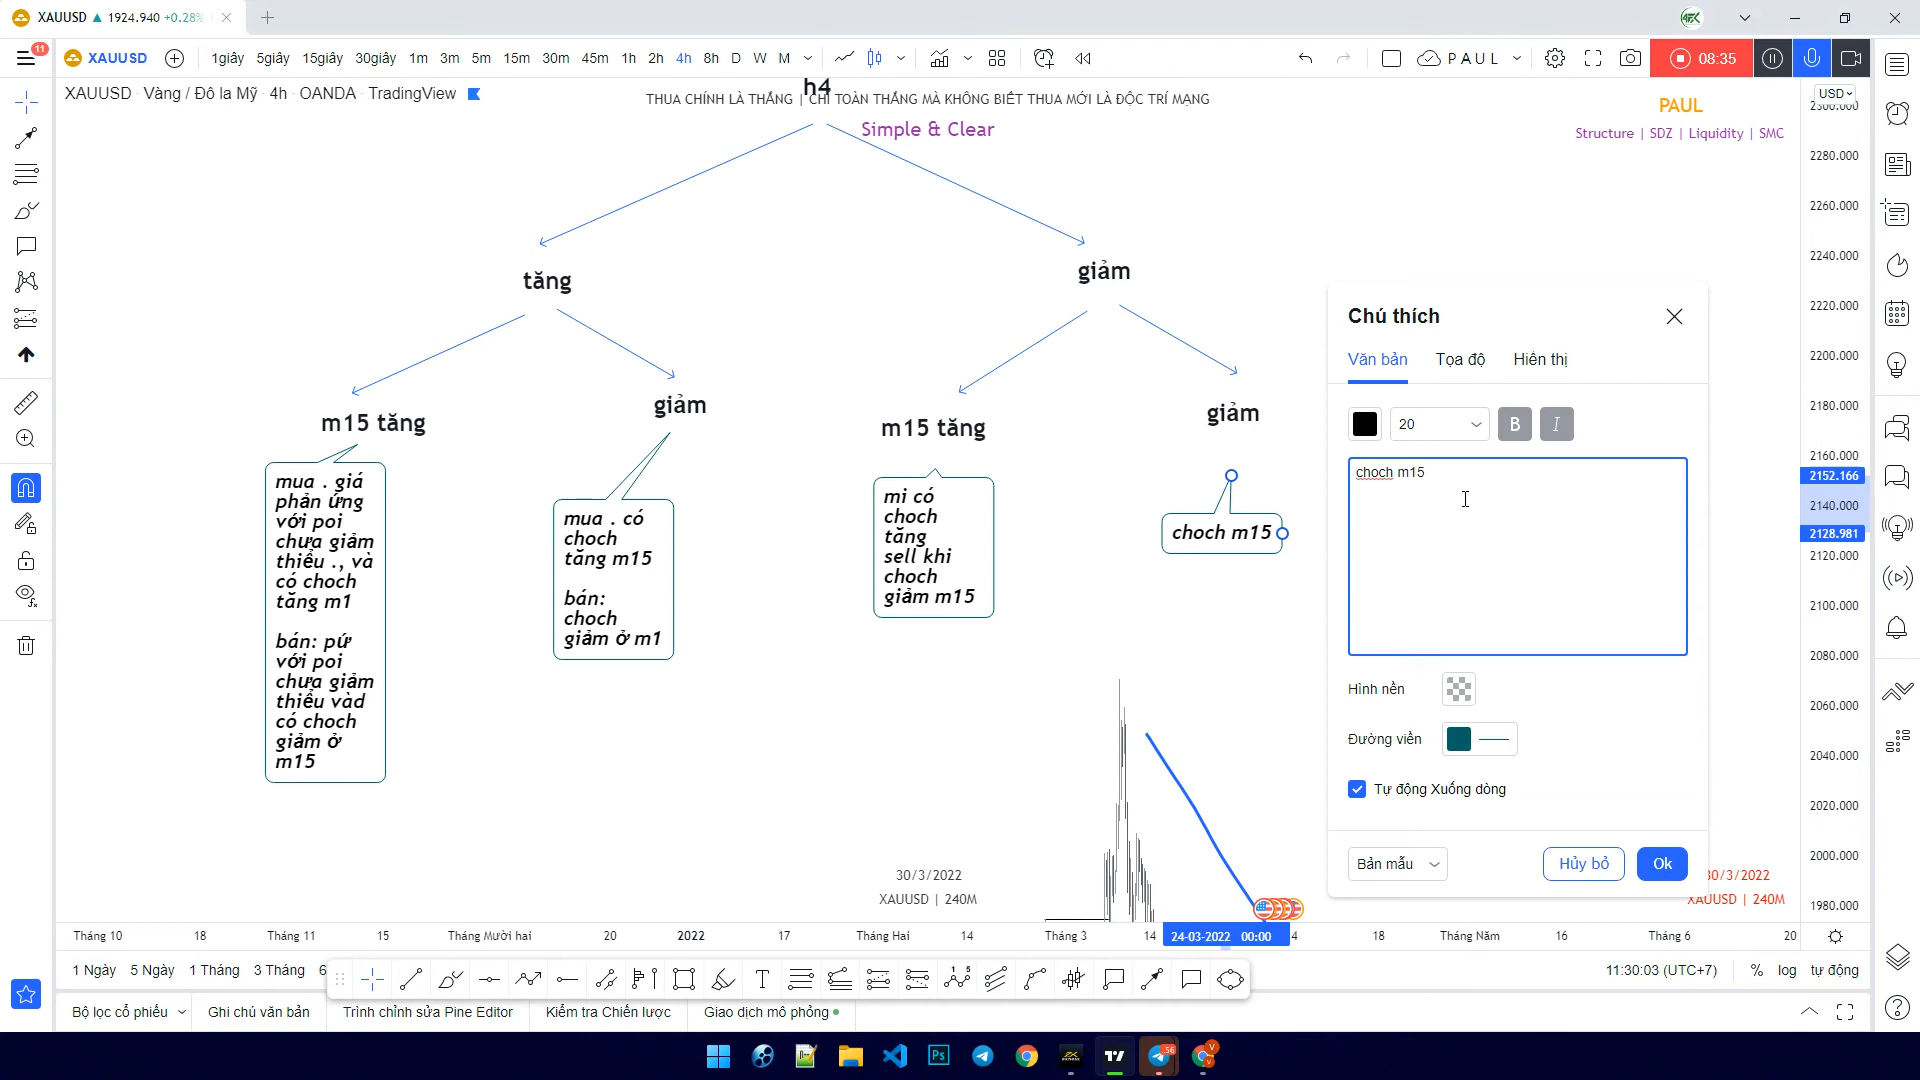 XAUUSD ▲ 1924.940 +0.28%
11
XAUUSD
1giây 5giây 15giây 30giây 1m 3m 5m 15m 30m 45m 1h 2h 4h 8h D W M
PAUL
08:35
XAUUSD · Vàng / Đô la Mỹ · 4h · OANDA · TradingView
h4
THUA CHÍNH LÀ THẮNG | CHỈ TOÀN THẮNG MÀ KHÔNG BIẾT THUA MỚI LÀ ĐỘC TRÍ MẠNG
Simple & Clear
PAUL
Structure | SDZ | Liquidity | SMC
USD
2300.000
2280.000
2260.000
2240.000
2220.000
2200.000
2180.000
2160.000
2152.166
2140.000
2128.981
2120.000
2100.000
2080.000
2060.000
2040.000
2020.000
2000.000
1980.000
tăng
giảm
m15 tăng
giảm
m15 tăng
giảm
mua . giá
phản ứng
với poi
chưa giảm
thiểu ., và
có choch
tăng m1
bán: pứ
với poi
chưa giảm
thiểu vàd
có choch
giảm ở
m15
mua . có
choch
tăng m15
bán:
choch
giảm ở m1
mi có
choch
tăng
sell khi
choch
giảm m15
choch m15
Chú thích
Văn bản Tọa độ Hiển thị
20 B I
choch m15
Hình nền
Đường viền
Tự động Xuống dòng
Bản mẫu Hủy bỏ Ok
30/3/2022
XAUUSD | 240M
30/3/2022
XAUUSD | 240M
Tháng 10 18 Tháng 11 15 Tháng Mười hai 20 2022 17 Tháng Hai 14 Tháng 3 14 24-03-2022 00:00 4 18 Tháng Năm 16 Tháng 6 20
1 Ngày 5 Ngày 1 Tháng 3 Tháng 6
11:30:03 (UTC+7) % log tự động
Bộ lọc cổ phiếu Ghi chú văn bản Trình chỉnh sửa Pine Editor Kiểm tra Chiến lược Giao dịch mô phỏng